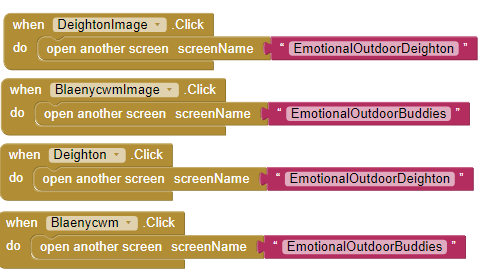 when DeightonImage .Click
do open another screen screenName " EmotionalOutdoorDeighton "
when BlaenycwmImage .Click
do open another screen screenName " EmotionalOutdoorBuddies "
when Deighton .Click
do open another screen screenName " EmotionalOutdoorDeighton "
when Blaenycwm .Click
do open another screen screenName " EmotionalOutdoorBuddies "